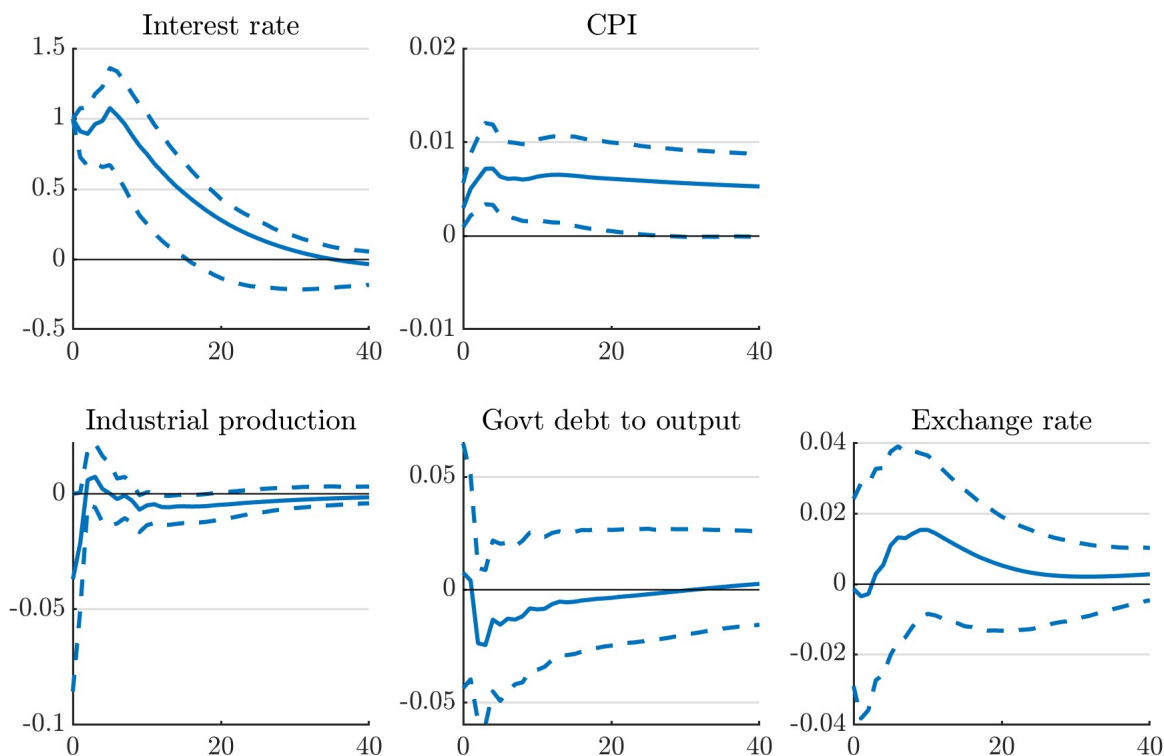 Interest rate
1.5
1
0.5
0
-0.5
0 20 40
CPI
0.02
0.01
0
-0.01
0 20 40
Industrial production
0
-0.05
-0.1
0 20 40
Govt debt to output
0.05
0
-0.05
0 20 40
Exchange rate
0.04
0.02
0
-0.02
-0.04
0 20 40